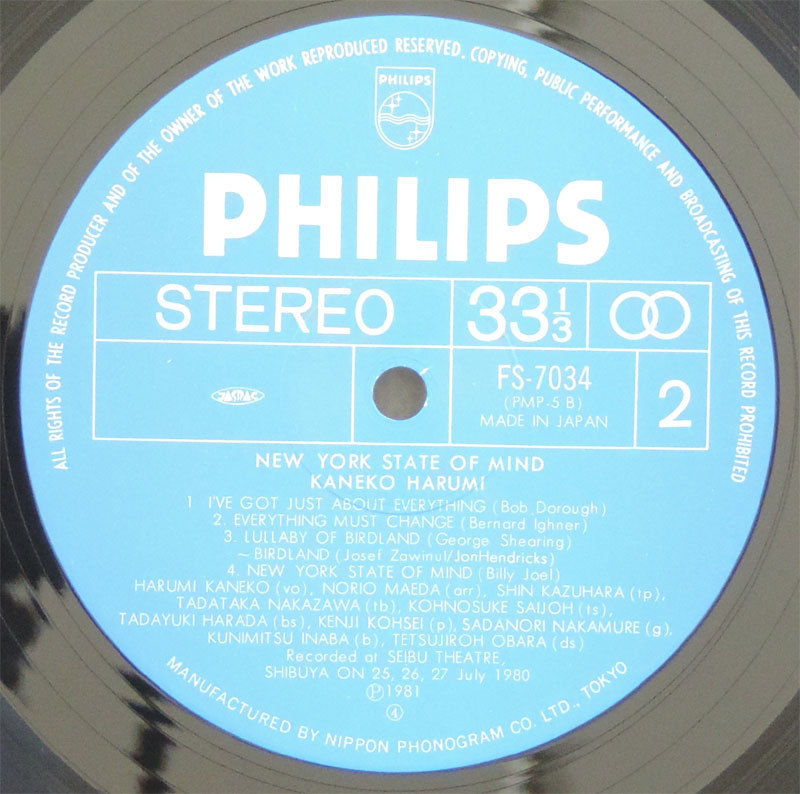 ALL RIGHTS OF THE RECORD PRODUCER AND OF THE OWNER OF THE WORK REPRODUCED RESERVED. COPYING, PUBLIC PERFORMANCE AND BROADCASTING OF THIS RECORD PROHIBITED
PHILIPS
PHILIPS
STEREO
33 1/3
JASRAC
FS-7034
(PMP-5 B)
MADE IN JAPAN
2
NEW YORK STATE OF MIND
KANEKO HARUMI
1 I'VE GOT JUST ABOUT EVERYTHING (Bob Dorough)
2. EVERYTHING MUST CHANGE (Bernard Ighner)
3. LULLABY OF BIRDLAND (George Shearing)
~ BIRDLAND (Josef Zawinul/JonHendricks)
4. NEW YORK STATE OF MIND (Billy Joel)
HARUMI KANEKO (vo), NORIO MAEDA (arr), SHIN KAZUHARA (tp),
TADATAKA NAKAZAWA (tb), KOHNOSUKE SAIJOH (ts),
TADAYUKI HARADA (bs), KENJI KOHSEI (p), SADANORI NAKAMURE (g),
KUNIMITSU INABA (b), TETSUJIROH OBARA (ds)
Recorded at SEIBU THEATRE,
SHIBUYA ON 25, 26, 27 July 1980
Ⓟ1981
④
MANUFACTURED BY NIPPON PHONOGRAM CO. LTD., TOKYO